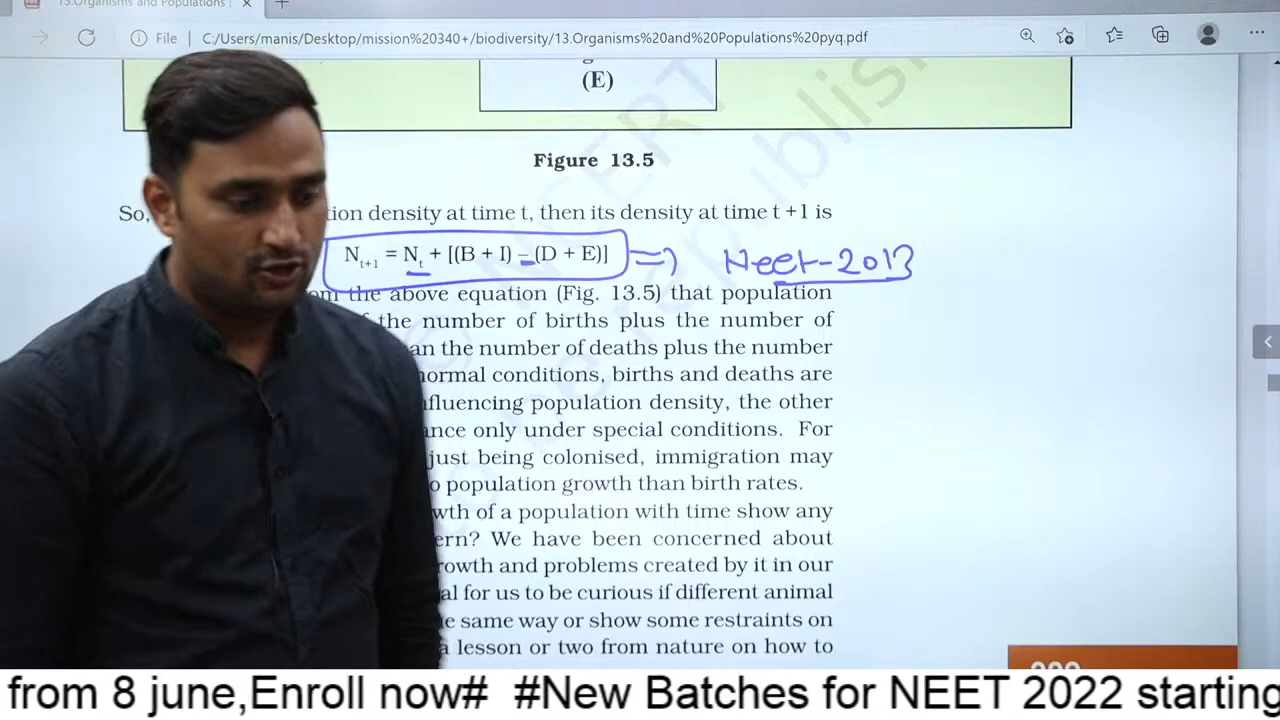 13.Organisms and Populations
File | C:/Users/manis/Desktop/mission%20340+/biodiversity/13.Organisms%20and%20Populations%20pyq.pdf
(E)
Figure 13.5
So, tion density at time t, then its density at time t +1 is
Nt+1 = Nt + [(B + I) – (D + E)] => Neet-2013
om the above equation (Fig. 13.5) that population
f the number of births plus the number of
an the number of deaths plus the number
normal conditions, births and deaths are
nfluencing population density, the other
ance only under special conditions. For
just being colonised, immigration may
o population growth than birth rates.
wth of a population with time show any
ern? We have been concerned about
rowth and problems created by it in our
al for us to be curious if different animal
e same way or show some restraints on
a lesson or two from nature on how to
from 8 june,Enroll now# #New Batches for NEET 2022 starting